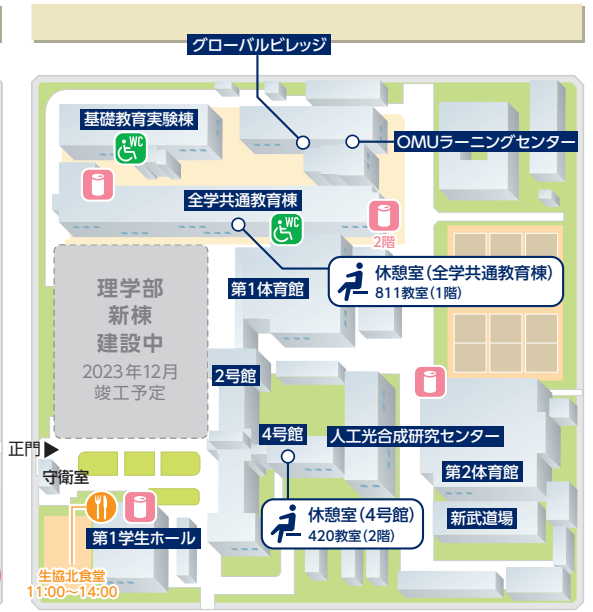 グローバルビレッジ
基礎教育実験棟
WC
OMUラーニングセンター
全学共通教育棟
WC
2階
休憩室(全学共通教育棟)
811教室(1階)
第1体育館
理学部
新棟
建設中
2023年12月
竣工予定
2号館
4号館
人工光合成研究センター
正門▶
守衛室
第2体育館
休憩室(4号館)
420教室(2階)
新武道場
第1学生ホール
生協北食堂
11:00～14:00